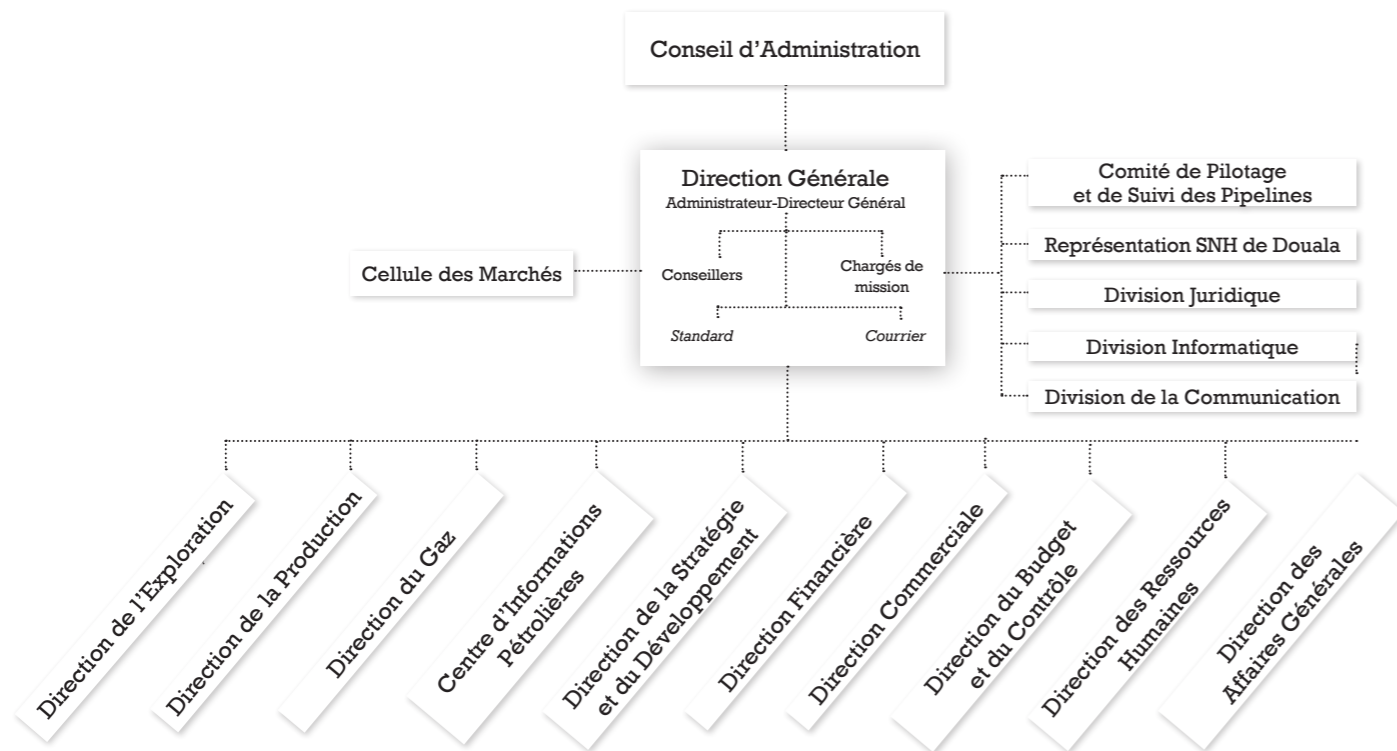 Conseil d’Administration
Direction Générale
Administrateur-Directeur Général
Conseillers
Chargés de
mission
Standard
Courrier
Cellule des Marchés
Comité de Pilotage
et de Suivi des Pipelines
Représentation SNH de Douala
Division Juridique
Division Informatique
Division de la Communication
Direction de l’Exploration
Direction de la Production
Direction du Gaz
Centre d’Informations
Pétrolières
Direction de la Stratégie
et du Développement
Direction Financière
Direction Commerciale
Direction du Budget
et du Contrôle
Direction des Ressources
Humaines
Direction des
Affaires Générales